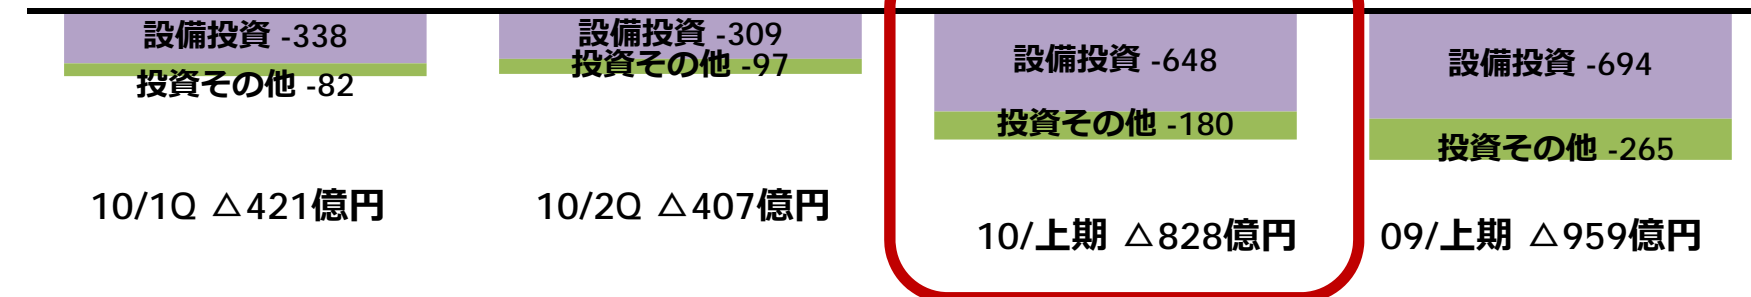 設備投資 -338
投資その他 -82
10/1Q △421億円
設備投資 -309
投資その他 -97
10/2Q △407億円
設備投資 -648
投資その他 -180
10/上期 △828億円
設備投資 -694
投資その他 -265
09/上期 △959億円